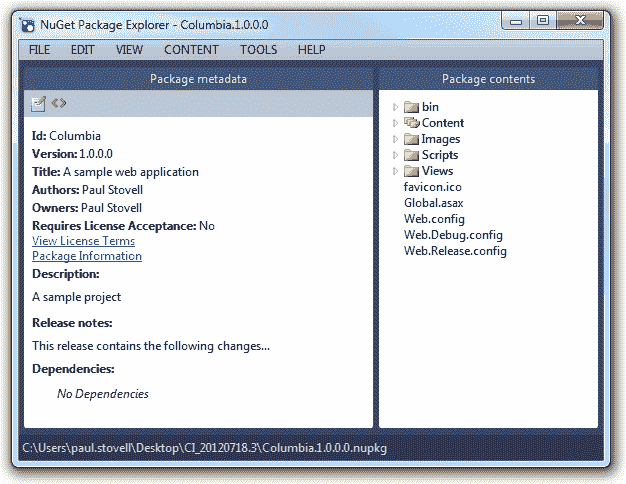 NuGet Package Explorer - Columbia.1.0.0.0
FILE EDIT VIEW CONTENT TOOLS HELP
Package metadata
Id: Columbia
Version: 1.0.0.0
Title: A sample web application
Authors: Paul Stovell
Owners: Paul Stovell
Requires License Acceptance: No
View License Terms
Package Information
Description:
A sample project
Release notes:
This release contains the following changes...
Dependencies:
No Dependencies
Package contents
bin
Content
Images
Scripts
Views
favicon.ico
Global.asax
Web.config
Web.Debug.config
Web.Release.config
C:\Users\paul.stovell\Desktop\CI_20120718.3\Columbia.1.0.0.0.nupkg